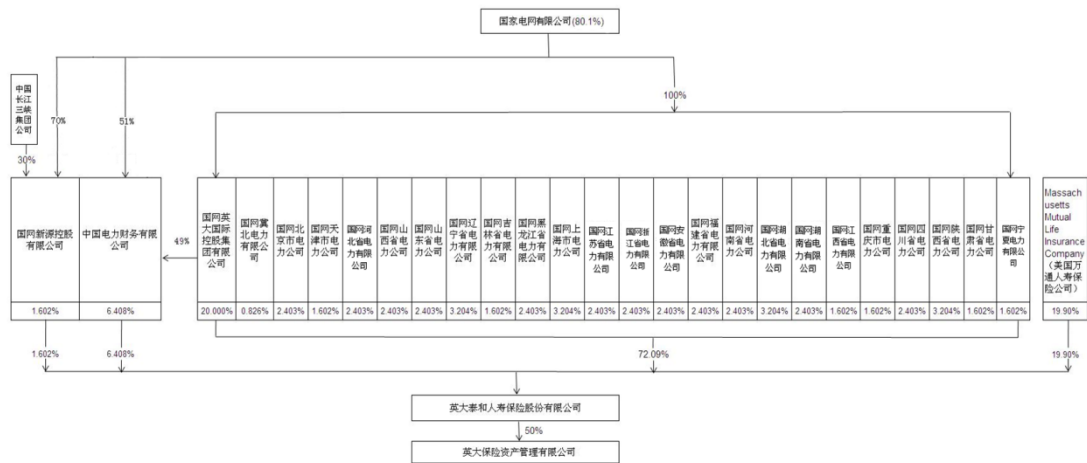 国家电网有限公司(80.1%)
中国
长江
三峡
集团
公司
70%
51%
100%
30%
国网新源控股
有限公司
中国电力财务有限公司
49%
国网英
大国际
控股集
团有限
公司
国网冀
北电力
有限公
司
国网北
京市电
力公司
国网天
津市电
力公司
国网河
北省电
力有限
公司
国网山
西省电
力公司
国网山
东省电
力公司
国网辽
宁省电
力有限
公司
国网吉
林省电
力有限
公司
国网黑
龙江省
电力有
限公司
国网上
海市电
力公司
国网江
苏省电
力有限
公司
国网浙
江省电
力有限
公司
国网安
徽省电
力有限
公司
国网福
建省电
力有限
公司
国网河
南省电
力公司
国网湖
北省电
力有限
公司
国网湖
南省电
力有限
公司
国网江
西省电
力有限
公司
国网重
庆市电
力公司
国网四
川省电
力公司
国网陕
西省电
力公司
国网甘
肃省电
力公司
国网宁
夏电力
有限公
司
Massach
usetts
Mutual
Life
Insurance
Company
（美国万
通人寿保
险公司）
1.602%
6.408%
20.000%
0.826%
2.403%
1.602%
2.403%
2.403%
2.403%
3.204%
1.602%
2.403%
3.204%
2.403%
2.403%
2.403%
2.403%
2.403%
3.204%
2.403%
1.602%
1.602%
2.403%
3.204%
1.602%
1.602%
19.90%
1.602%
6.408%
72.09%
19.90%
英大泰和人寿保险股份有限公司
50%
英大保险资产管理有限公司